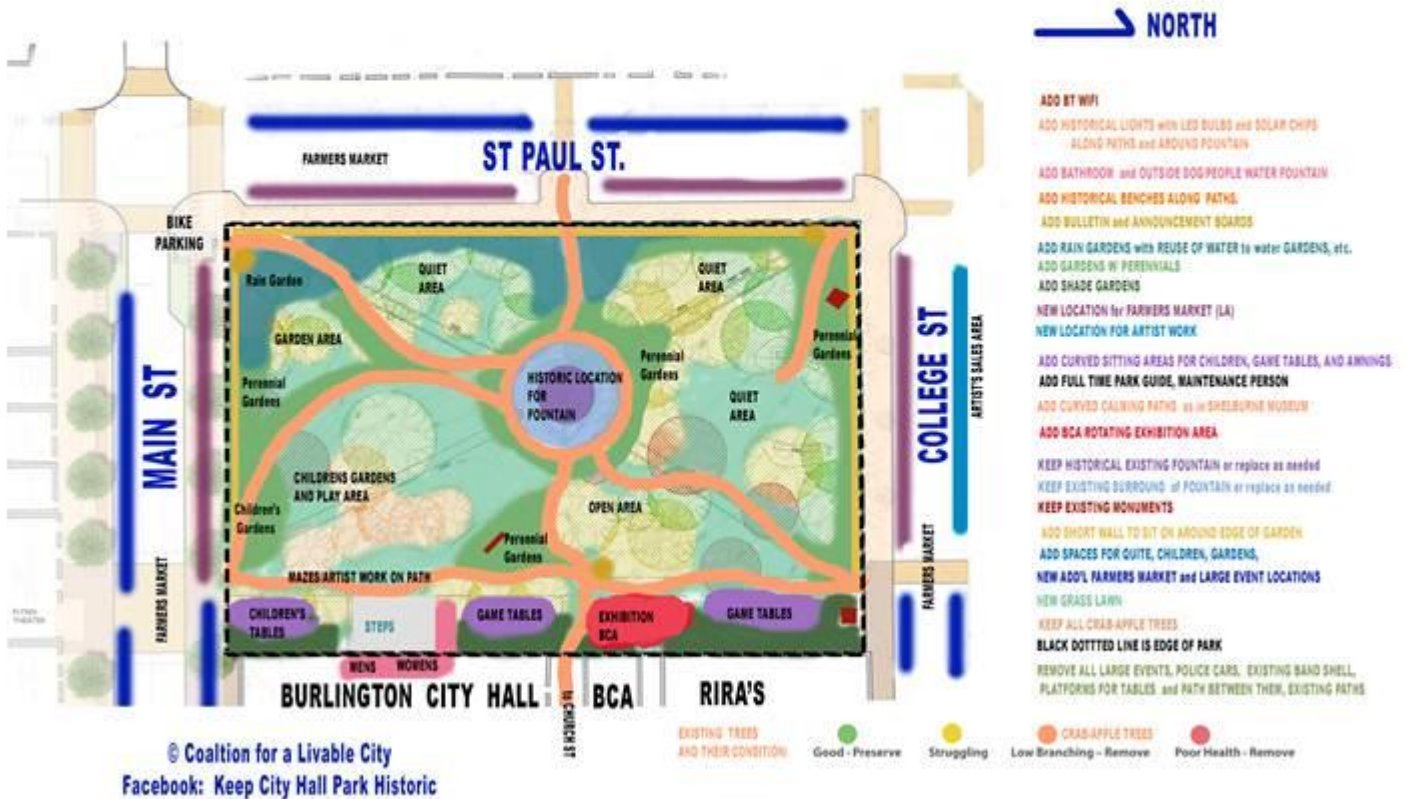 NORTH
ADD BT WIFI
ADD HISTORICAL LIGHTS with LED BULBS and SOLAR CHIPS
ALONG PATHS and AROUND FOUNTAIN
ADD BATHROOM and OUTSIDE DOG/PEOPLE WATER FOUNTAIN
ADD HISTORICAL BENCHES ALONG PATHS.
ADD BULLETIN and ANNOUNCEMENT BOARDS
ADD RAIN GARDENS with REUSE OF WATER to water GARDENS, etc.
ADD GARDENS W PERENNIALS
ADD SHADE GARDENS
NEW LOCATION for FARMERS MARKET (LA)
NEW LOCATION FOR ARTIST WORK
ADD CURVED SITTING AREAS FOR CHILDREN, GAME TABLES, AND AWNINGS
ADD FULL TIME PARK GUIDE, MAINTENANCE PERSON
ADD CURVED CALMING PATHS as in SHELBURNE MUSEUM
ADD BCA ROTATING EXHIBITION AREA
KEEP HISTORICAL EXISTING FOUNTAIN or replace as needed
KEEP EXISTING SURROUND of FOUNTAIN or replace as needed
KEEP EXISTING MONUMENTS
ADD SHORT WALL TO SIT ON AROUND EDGE OF GARDEN
ADD SPACES FOR QUITE, CHILDREN, GARDENS,
NEW ADD'L FARMERS MARKET and LARGE EVENT LOCATIONS
NEW GRASS LAWN
KEEP ALL CRAB-APPLE TREES
BLACK DOTTTED LINE IS EDGE OF PARK
REMOVE ALL LARGE EVENTS, POLICE CARS, EXISTING BAND SHELL,
PLATFORMS FOR TABLES and PATH BETWEEN THEM, EXISTING PATHS
FARMERS MARKET
ST PAUL ST.
BIKE
PARKING
MAIN ST
FARMERS MARKET
COLLEGE ST
FARMERS MARKET
ARTIST'S SALES AREA
Rain Garden
QUIET
AREA
QUIET
AREA
GARDEN AREA
Perennial
Gardens
HISTORIC LOCATION
FOR
FOUNTAIN
Perennial
Gardens
Perennial
Gardens
QUIET
AREA
CHILDRENS GARDENS
AND PLAY AREA
Children's
Gardens
OPEN AREA
Perennial
Gardens
MAZES/ARTIST WORK ON PATH
CHILDREN'S
TABLES
STEPS
GAME TABLES
EXHIBITION
BCA
GAME TABLES
MENS WOMENS
BURLINGTON CITY HALL
BCA
RIRA'S
to CHURCH ST
FLYNN
THEATER
EXISTING TREES
AND THEIR CONDITION:
Good - Preserve
Struggling
CRAB-APPLE TREES
Low Branching - Remove
Poor Health - Remove
© Coaltion for a Livable City
Facebook: Keep City Hall Park Historic